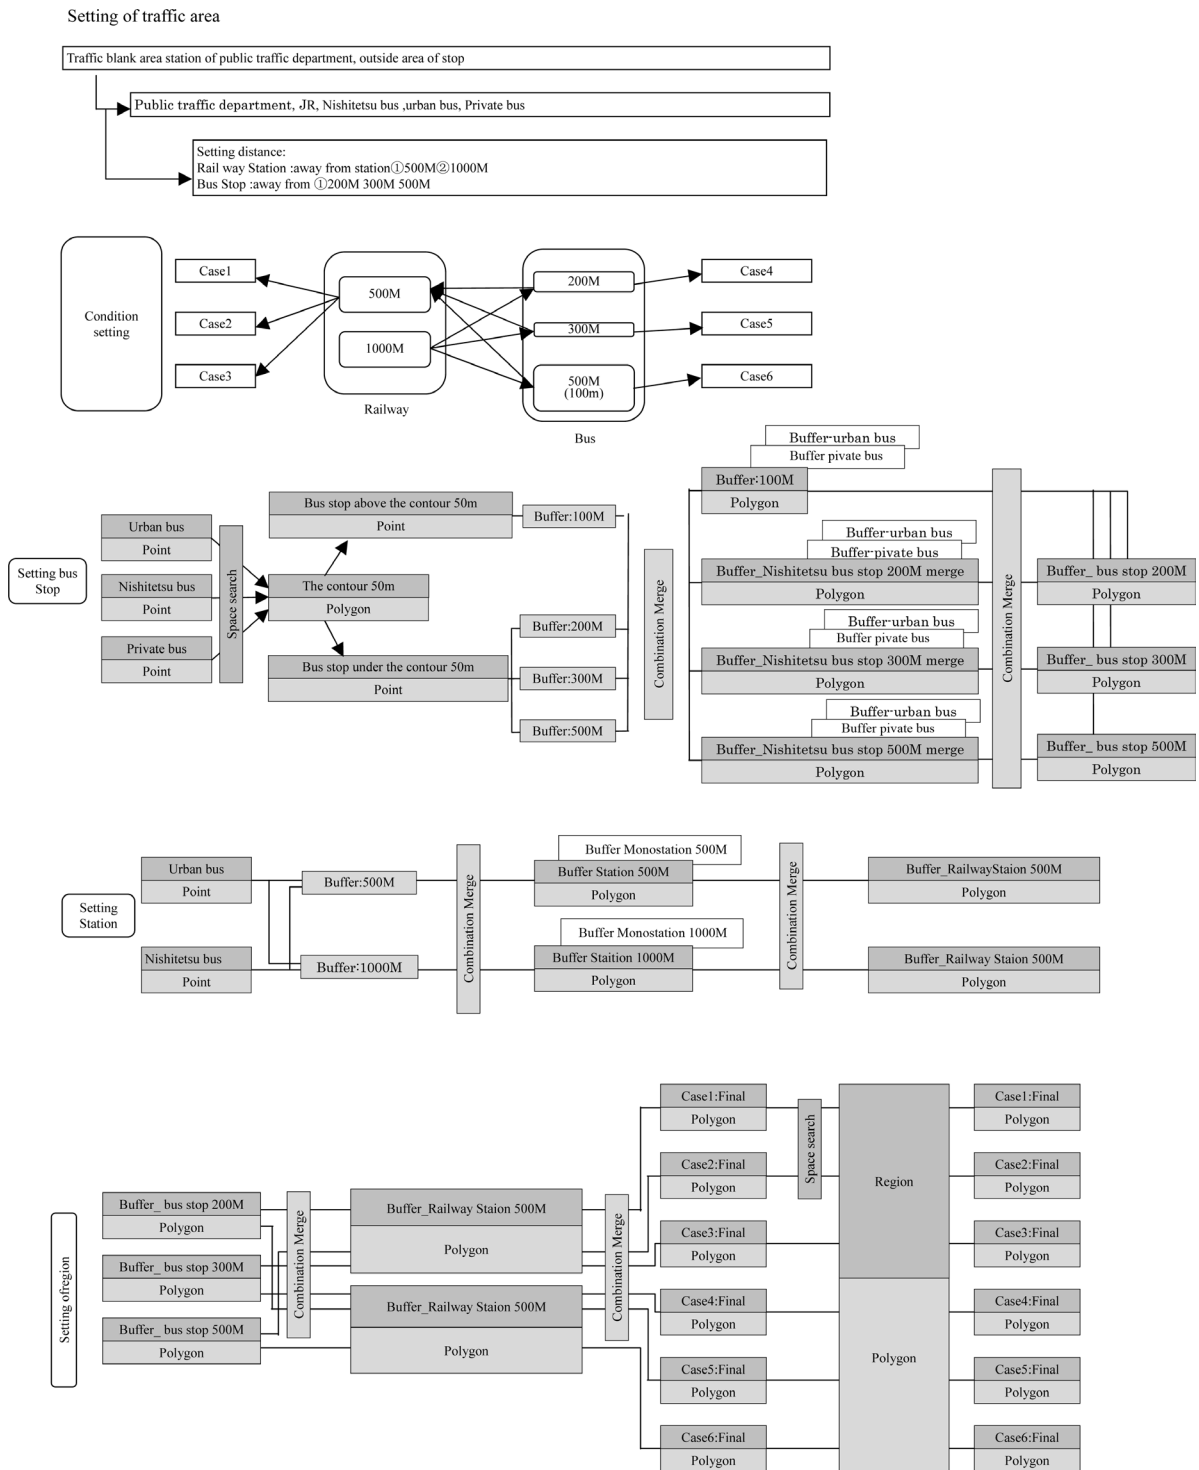 Setting of traffic area
Traffic blank area station of public traffic department, outside area of stop
Public traffic department, JR, Nishitetsu bus ,urban bus, Private bus
Setting distance:
Rail way Station :away from station①500M②1000M
Bus Stop :away from ①200M 300M 500M
Condition
setting
Case1
Case2
Case3
500M
1000M
Railway
200M
300M
500M
(100m)
Bus
Case4
Case5
Case6
Setting bus
Stop
Urban bus
Point
Nishitetsu bus
Point
Private bus
Point
Space search
Bus stop above the contour 50m
Point
The contour 50m
Polygon
Bus stop under the contour 50m
Point
Buffer:100M
Buffer:200M
Buffer:300M
Buffer:500M
Combination Merge
Buffer-urban bus
Buffer pivate bus
Buffer:100M
Polygon
Buffer-urban bus
Buffer-pivate bus
Buffer_Nishitetsu bus stop 200M merge
Polygon
Buffer-urban bus
Buffer pivate bus
Buffer_Nishitetsu bus stop 300M merge
Polygon
Buffer-urban bus
Buffer pivate bus
Buffer_Nishitetsu bus stop 500M merge
Polygon
Combination Merge
Buffer_ bus stop 200M
Polygon
Buffer_ bus stop 300M
Polygon
Buffer_ bus stop 500M
Polygon
Setting
Station
Urban bus
Point
Nishitetsu bus
Point
Buffer:500M
Buffer:1000M
Combination Merge
Buffer Monostation 500M
Buffer Station 500M
Polygon
Buffer Monostation 1000M
Buffer Staition 1000M
Polygon
Combination Merge
Buffer_RailwayStaion 500M
Polygon
Buffer_Railway Staion 500M
Polygon
Setting ofregion
Buffer_ bus stop 200M
Polygon
Buffer_ bus stop 300M
Polygon
Buffer_ bus stop 500M
Polygon
Combination Merge
Buffer_Railway Staion 500M
Polygon
Buffer_Railway Staion 500M
Polygon
Combination Merge
Case1:Final
Polygon
Case2:Final
Polygon
Case3:Final
Polygon
Case4:Final
Polygon
Case5:Final
Polygon
Case6:Final
Polygon
Space search
Region
Polygon
Case1:Final
Polygon
Case2:Final
Polygon
Case3:Final
Polygon
Case4:Final
Polygon
Case5:Final
Polygon
Case6:Final
Polygon